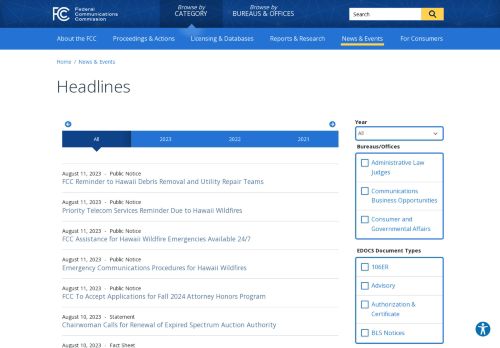 FCC Federal Communications Commission
Browse by CATEGORY
Browse by BUREAUS & OFFICES
Search
About the FCC
Proceedings & Actions
Licensing & Databases
Reports & Research
News & Events
For Consumers
Home / News & Events
Headlines
All
2023
2022
2021
August 11, 2023 - Public Notice
FCC Reminder to Hawaii Debris Removal and Utility Repair Teams
August 11, 2023 - Public Notice
Priority Telecom Services Reminder Due to Hawaii Wildfires
August 11, 2023 - Public Notice
FCC Assistance for Hawaii Wildfire Emergencies Available 24/7
August 11, 2023 - Public Notice
Emergency Communications Procedures for Hawaii Wildfires
August 11, 2023 - Public Notice
FCC To Accept Applications for Fall 2024 Attorney Honors Program
August 10, 2023 - Statement
Chairwoman Calls for Renewal of Expired Spectrum Auction Authority
August 10, 2023 - Fact Sheet
Year
All
Bureaus/Offices
Administrative Law
Judges
Communications
Business Opportunities
Consumer and
Governmental Affairs
EDOCS Document Types
106ER
Advisory
Authorization &
Certificate
BCS Notices